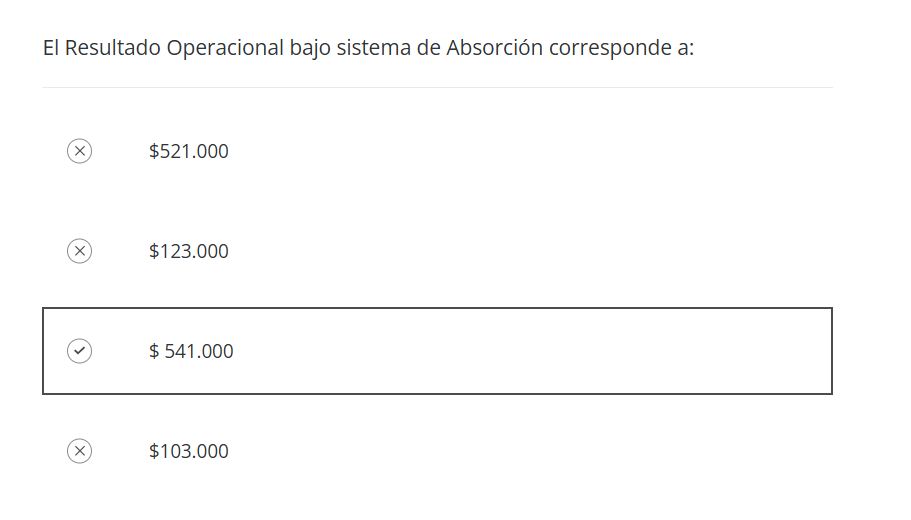 El Resultado Operacional bajo sistema de Absorción corresponde a:
$521.000
$123.000
$ 541.000
$103.000